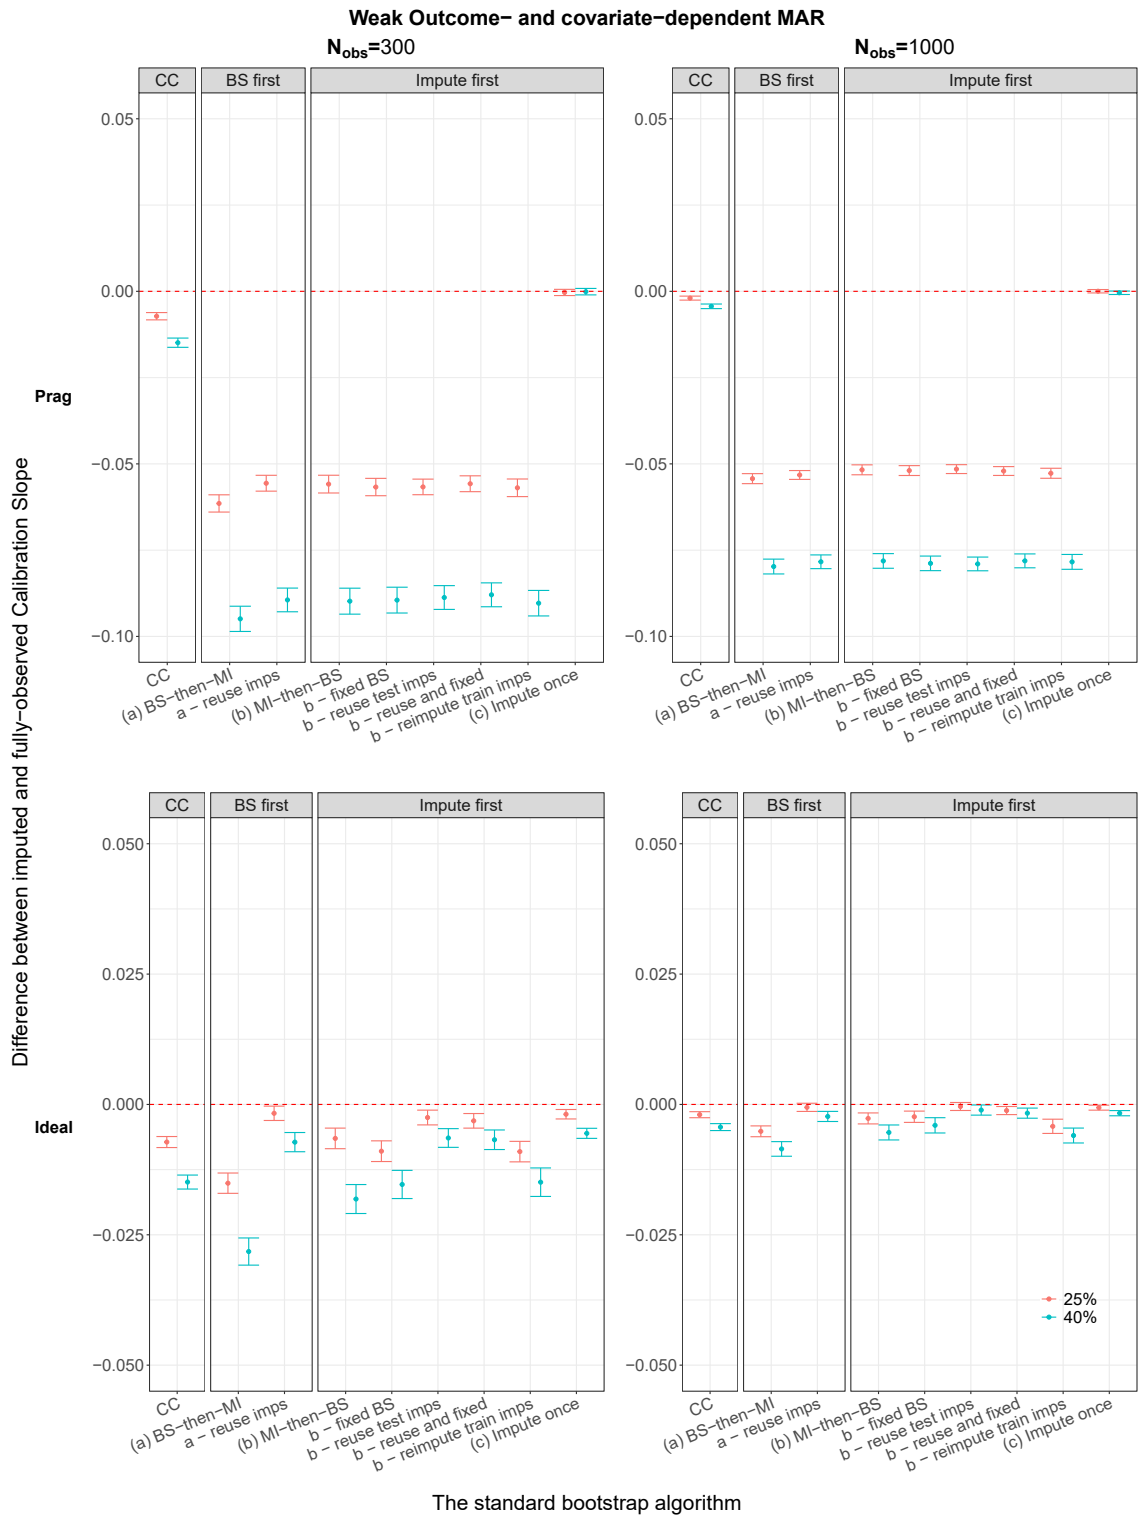 Weak Outcome− and covariate−dependent MAR
N_obs=300
N_obs=1000
CC
BS first
Impute first
CC
BS first
Impute first
0.05
0.00
−0.05
−0.10
0.05
0.00
−0.05
−0.10
Prag
CC
(a) BS−then−MI
a − reuse imps
(b) MI−then−BS
b − fixed BS
b − reuse test imps
b − reuse and fixed
b − reimpute train imps
(c) Impute once
CC
(a) BS−then−MI
a − reuse imps
(b) MI−then−BS
b − fixed BS
b − reuse test imps
b − reuse and fixed
b − reimpute train imps
(c) Impute once
Difference between imputed and fully−observed Calibration Slope
CC
BS first
Impute first
CC
BS first
Impute first
0.050
0.025
0.000
−0.025
−0.050
0.050
0.025
0.000
−0.025
−0.050
Ideal
25%
40%
CC
(a) BS−then−MI
a − reuse imps
(b) MI−then−BS
b − fixed BS
b − reuse test imps
b − reuse and fixed
b − reimpute train imps
(c) Impute once
CC
(a) BS−then−MI
a − reuse imps
(b) MI−then−BS
b − fixed BS
b − reuse test imps
b − reuse and fixed
b − reimpute train imps
(c) Impute once
The standard bootstrap algorithm